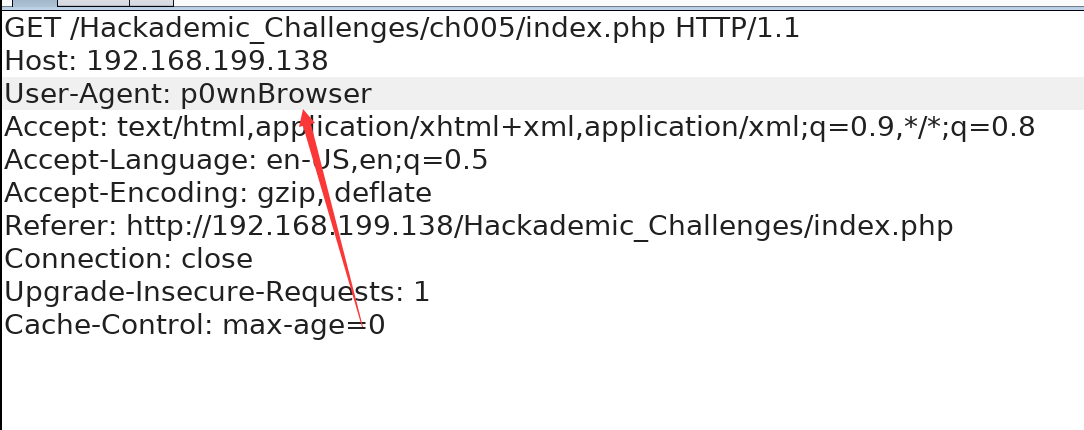 GET /Hackademic_Challenges/ch005/index.php HTTP/1.1
Host: 192.168.199.138
User-Agent: p0wnBrowser
Accept: text/html,application/xhtml+xml,application/xml;q=0.9,*/*;q=0.8
Accept-Language: en-US,en;q=0.5
Accept-Encoding: gzip, deflate
Referer: http://192.168.199.138/Hackademic_Challenges/index.php
Connection: close
Upgrade-Insecure-Requests: 1
Cache-Control: max-age=0